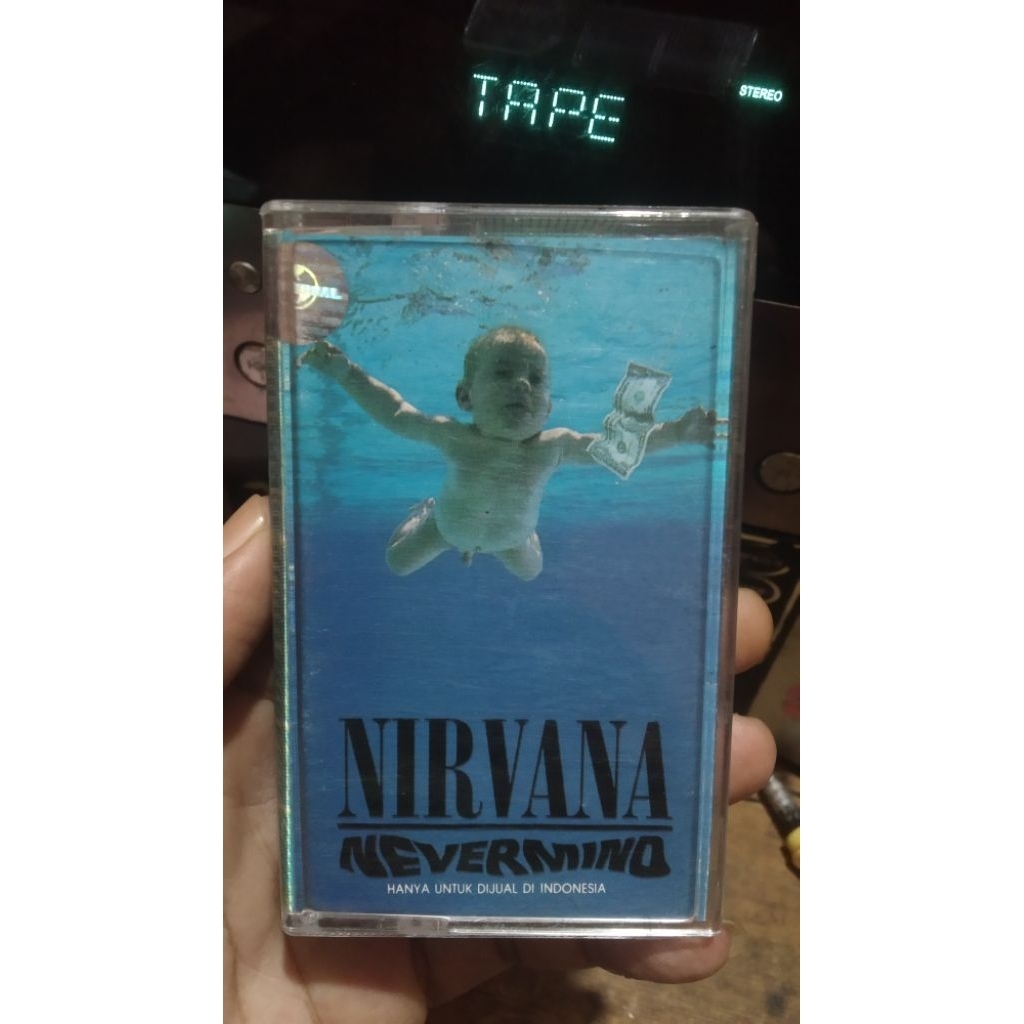 TAPE
STEREO
NIRVANA
NEVERMIND
HANYA UNTUK DIJUAL DI INDONESIA